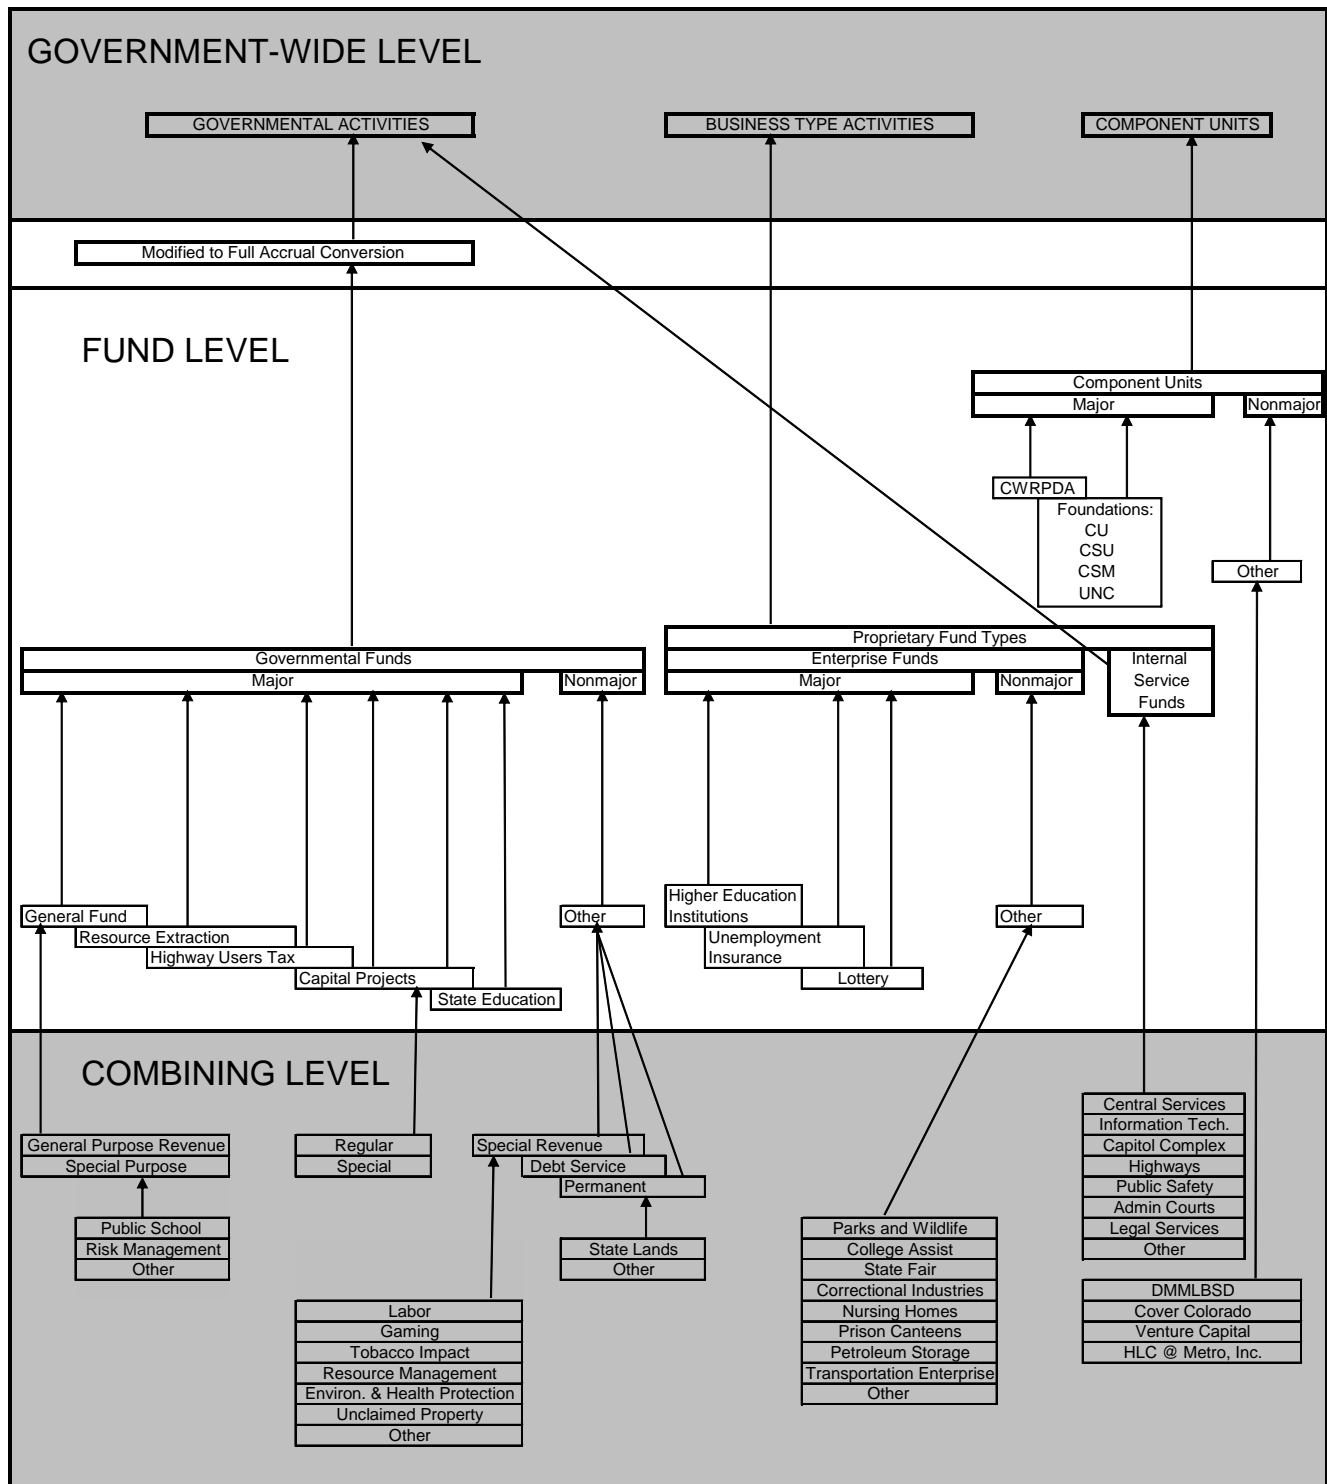 GOVERNMENT-WIDE LEVEL
GOVERNMENTAL ACTIVITIES
BUSINESS TYPE ACTIVITIES
COMPONENT UNITS
Modified to Full Accrual Conversion
FUND LEVEL
Component Units
Major
Nonmajor
CWRPDA
Foundations:
CU
CSU
CSM
UNC
Other
Governmental Funds
Major
Nonmajor
Proprietary Fund Types
Enterprise Funds
Major
Nonmajor
Internal
Service
Funds
General Fund
Resource Extraction
Highway Users Tax
Capital Projects
State Education
Other
Higher Education
Institutions
Unemployment
Insurance
Lottery
Other
COMBINING LEVEL
General Purpose Revenue
Special Purpose
Public School
Risk Management
Other
Regular
Special
Special Revenue
Debt Service
Permanent
State Lands
Other
Labor
Gaming
Tobacco Impact
Resource Management
Environ. & Health Protection
Unclaimed Property
Other
Parks and Wildlife
College Assist
State Fair
Correctional Industries
Nursing Homes
Prison Canteens
Petroleum Storage
Transportation Enterprise
Other
Central Services
Information Tech.
Capitol Complex
Highways
Public Safety
Admin Courts
Legal Services
Other
DMMLBSD
Cover Colorado
Venture Capital
HLC @ Metro, Inc.